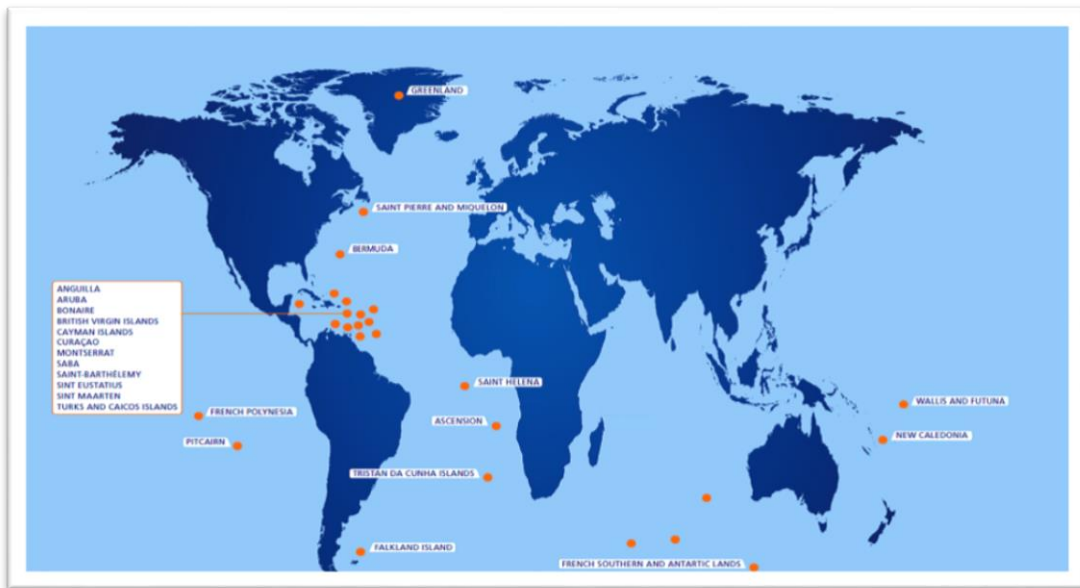 GREENLAND
SAINT PIERRE AND MIQUELON
BERMUDA
ANGUILLA
ARUBA
BONAIRE
BRITISH VIRGIN ISLANDS
CAYMAN ISLANDS
CURAÇAO
MONTSERRAT
SABA
SAINT-BARTHÉLEMY
SINT EUSTATIUS
SINT MAARTEN
TURKS AND CAICOS ISLANDS
SAINT HELENA
WALLIS AND FUTUNA
FRENCH POLYNESIA
ASCENSION
NEW CALEDONIA
PITCAIRN
TRISTAN DA CUNHA ISLANDS
FALKLAND ISLAND
FRENCH SOUTHERN AND ANTARTIC LANDS